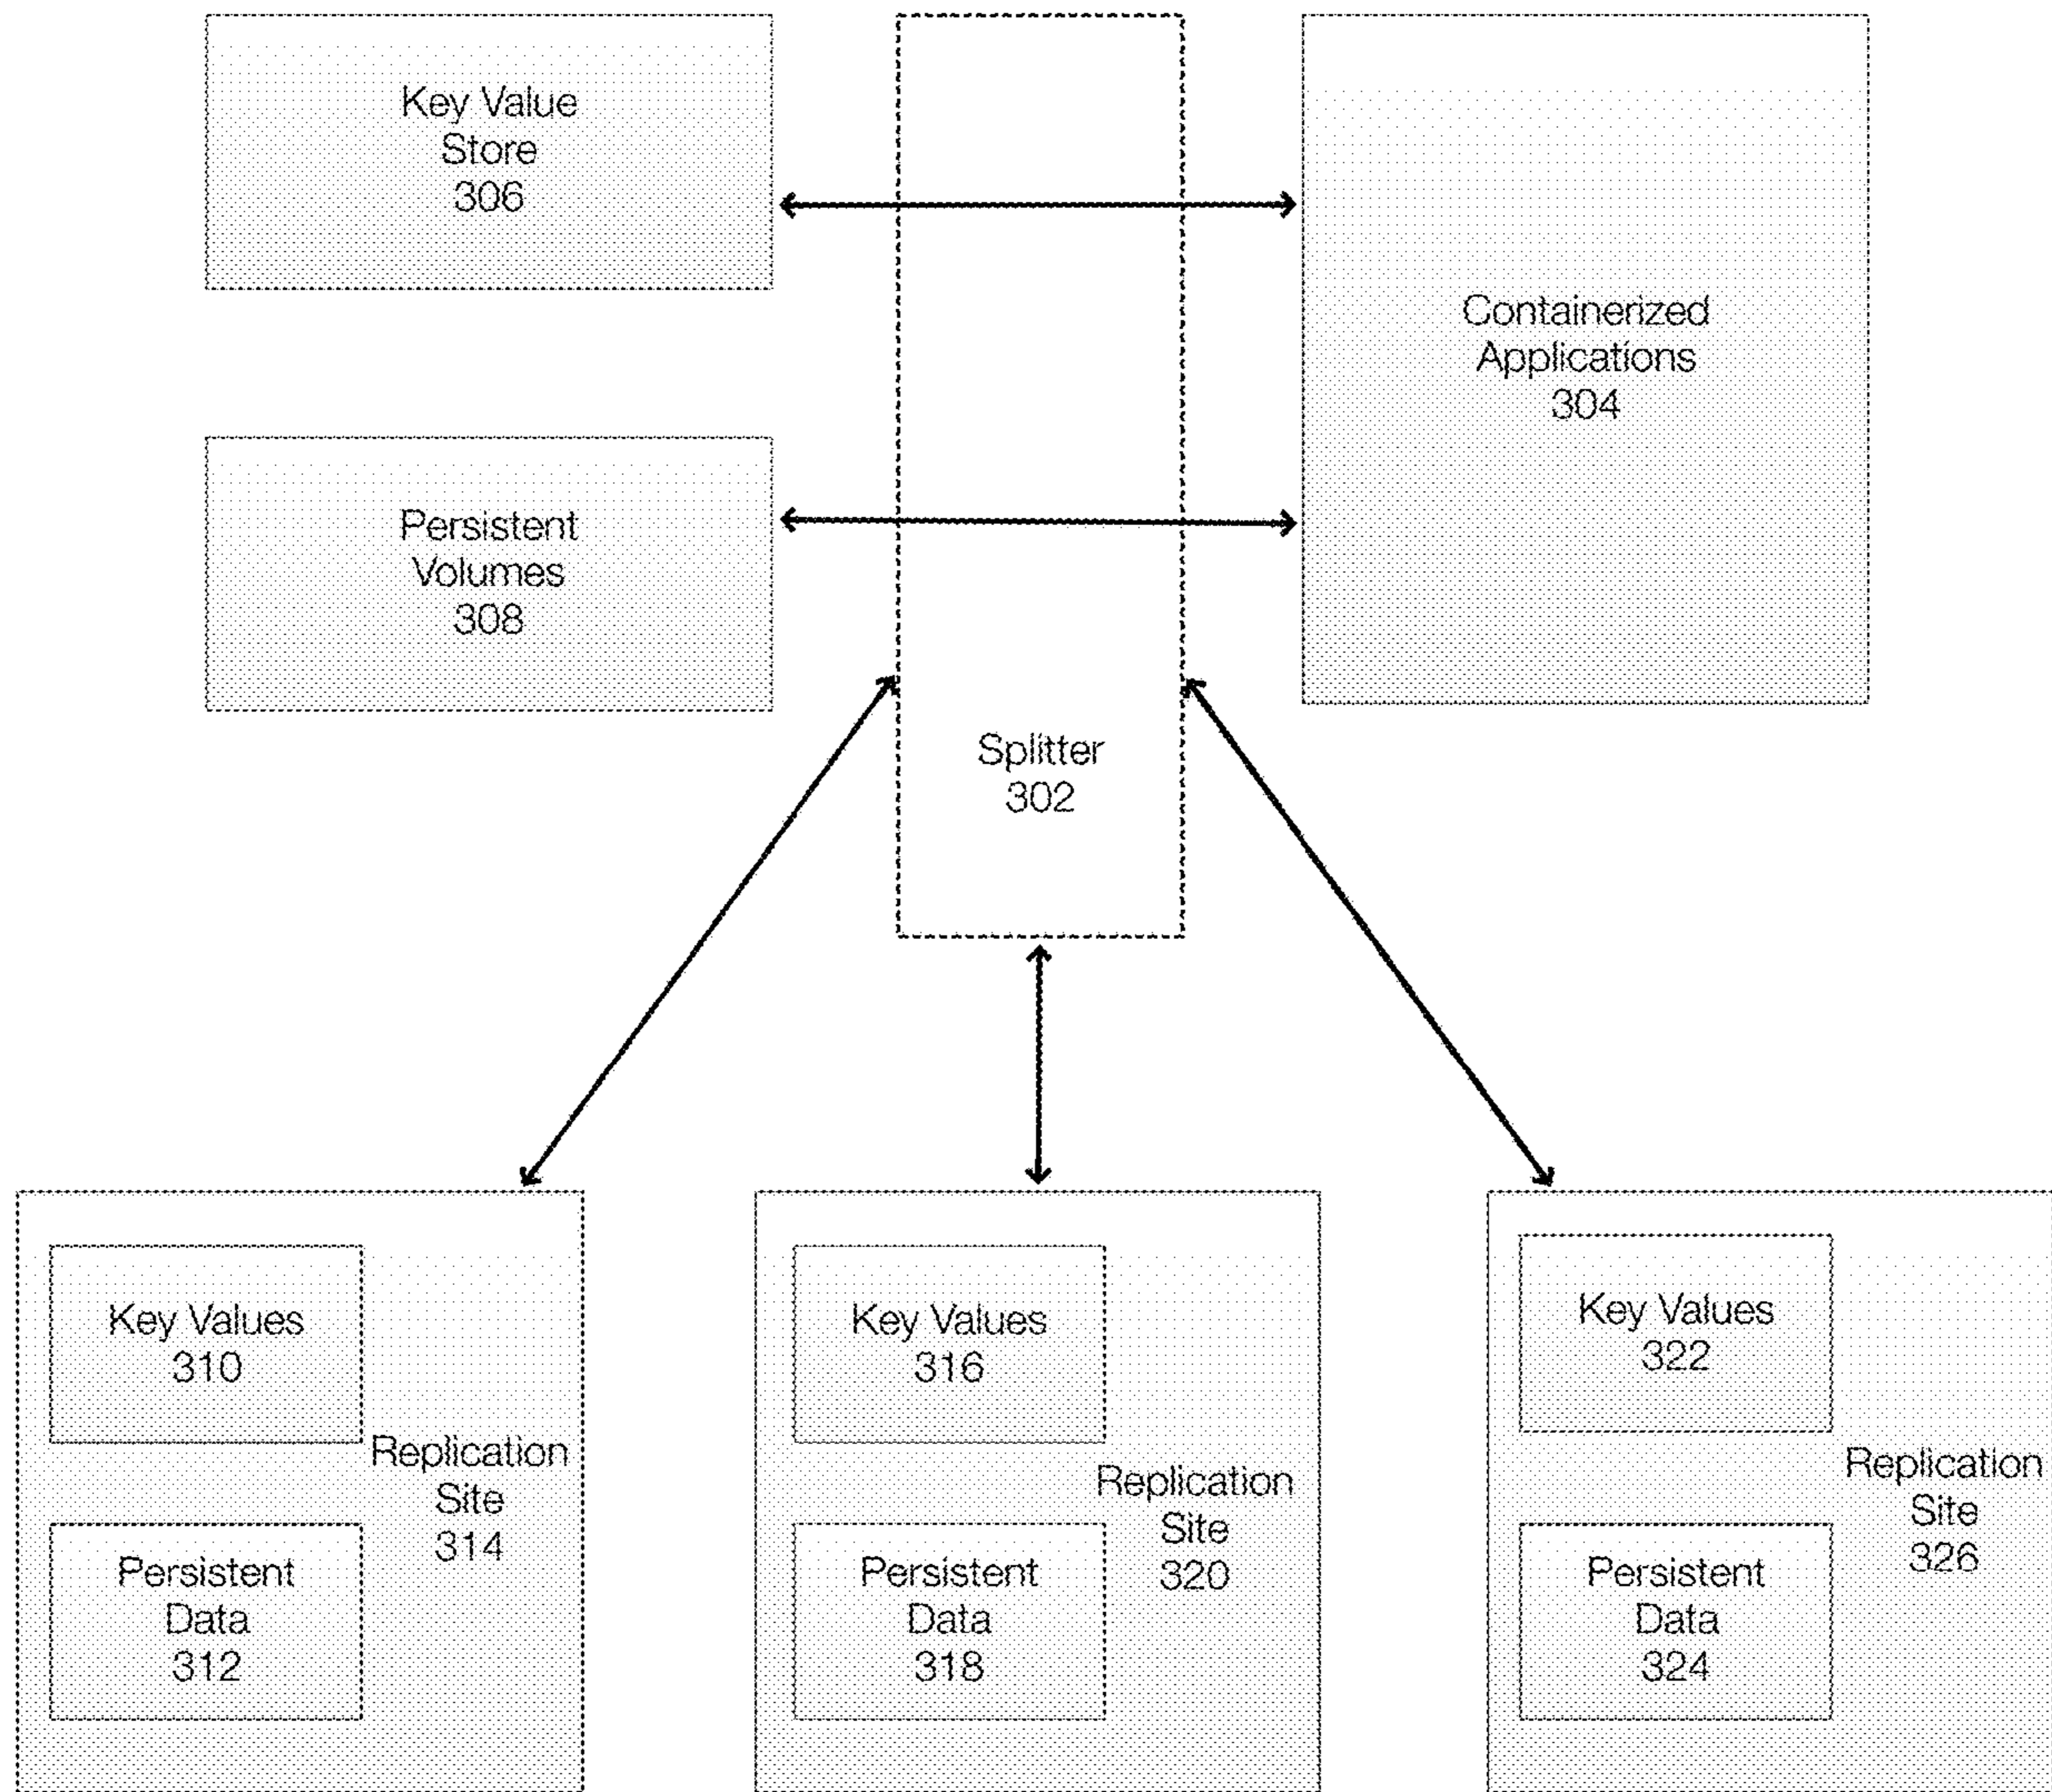 Key Value
Store
306
Containerized
Applications
304
Persistent
Volumes
308
Splitter
302
Key Values
310
Replication
Site
314
Persistent
Data
312
Key Values
316
Replication
Site
320
Persistent
Data
318
Key Values
322
Replication
Site
326
Persistent
Data
324